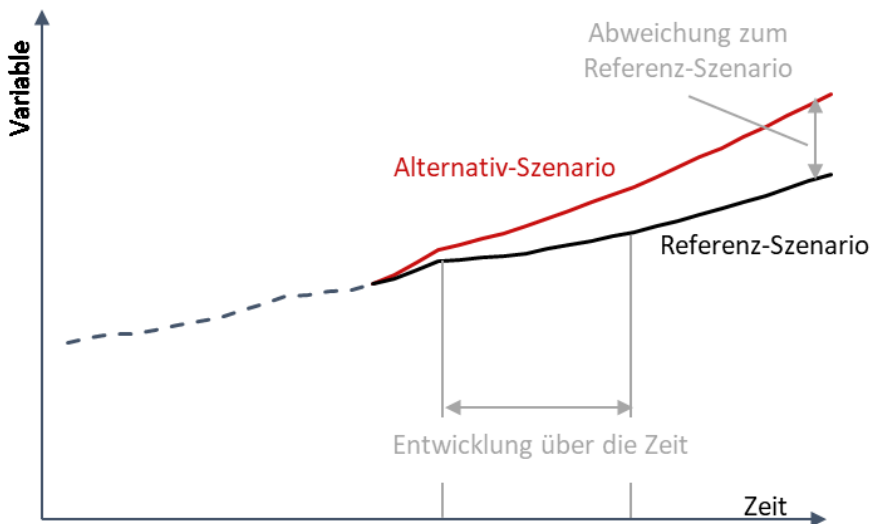 Variable
Abweichung zum
Referenz-Szenario
Alternativ-Szenario
Referenz-Szenario
Entwicklung über die Zeit
Zeit